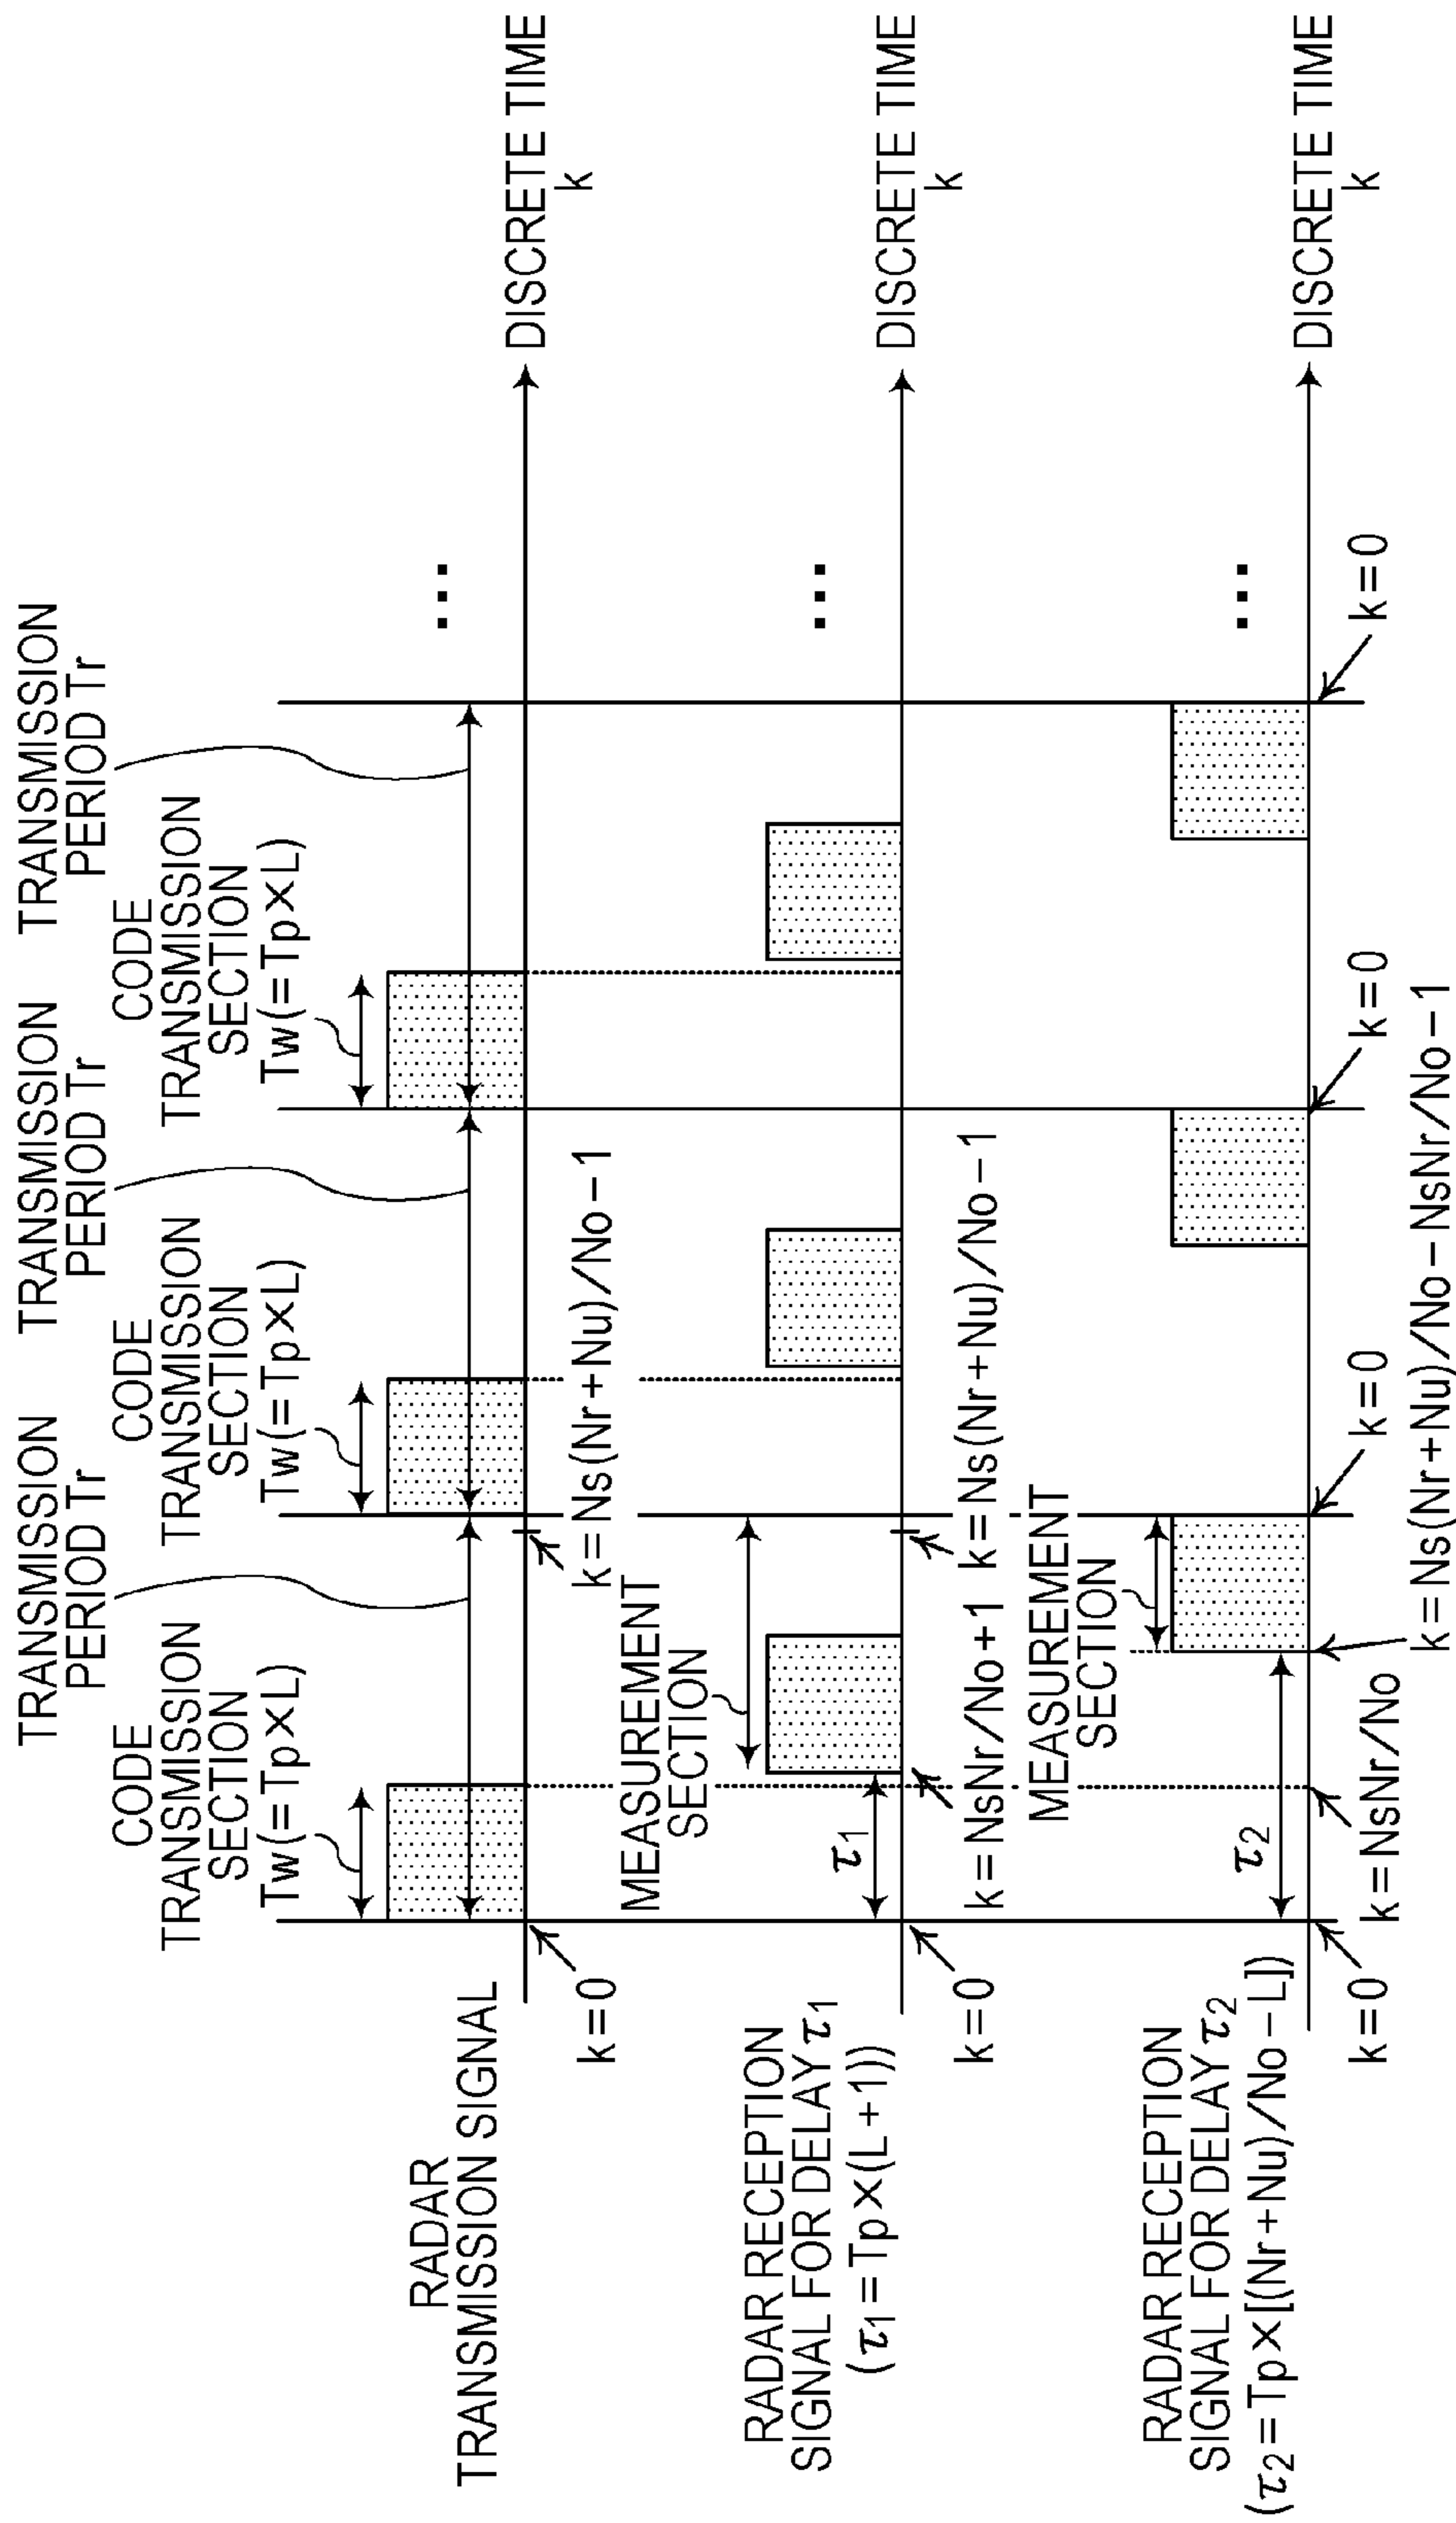 TRANSMISSION
PERIOD Tr
TRANSMISSION
PERIOD Tr
TRANSMISSION
PERIOD Tr
CODE
TRANSMISSION
SECTION
Tw(=Tp×L)
CODE
TRANSMISSION
SECTION
Tw(=Tp×L)
CODE
TRANSMISSION
SECTION
Tw(=Tp×L)
RADAR
TRANSMISSION SIGNAL
...
DISCRETE TIME
k
k=0
k=Ns(Nr+Nu)/No-1
MEASUREMENT
SECTION
RADAR RECEPTION
SIGNAL FOR DELAY τ1
(τ1=Tp×(L+1))
τ1
...
DISCRETE TIME
k
k=0
k=NsNr/No+1
k=Ns(Nr+Nu)/No-1
MEASUREMENT
SECTION
RADAR RECEPTION
SIGNAL FOR DELAY τ2
(τ2=Tp×[(Nr+Nu)/No-L])
τ2
...
DISCRETE TIME
k
k=0
k=NsNr/No
k=0
k=0
k=0
k=Ns(Nr+Nu)/No-NsNr/No-1